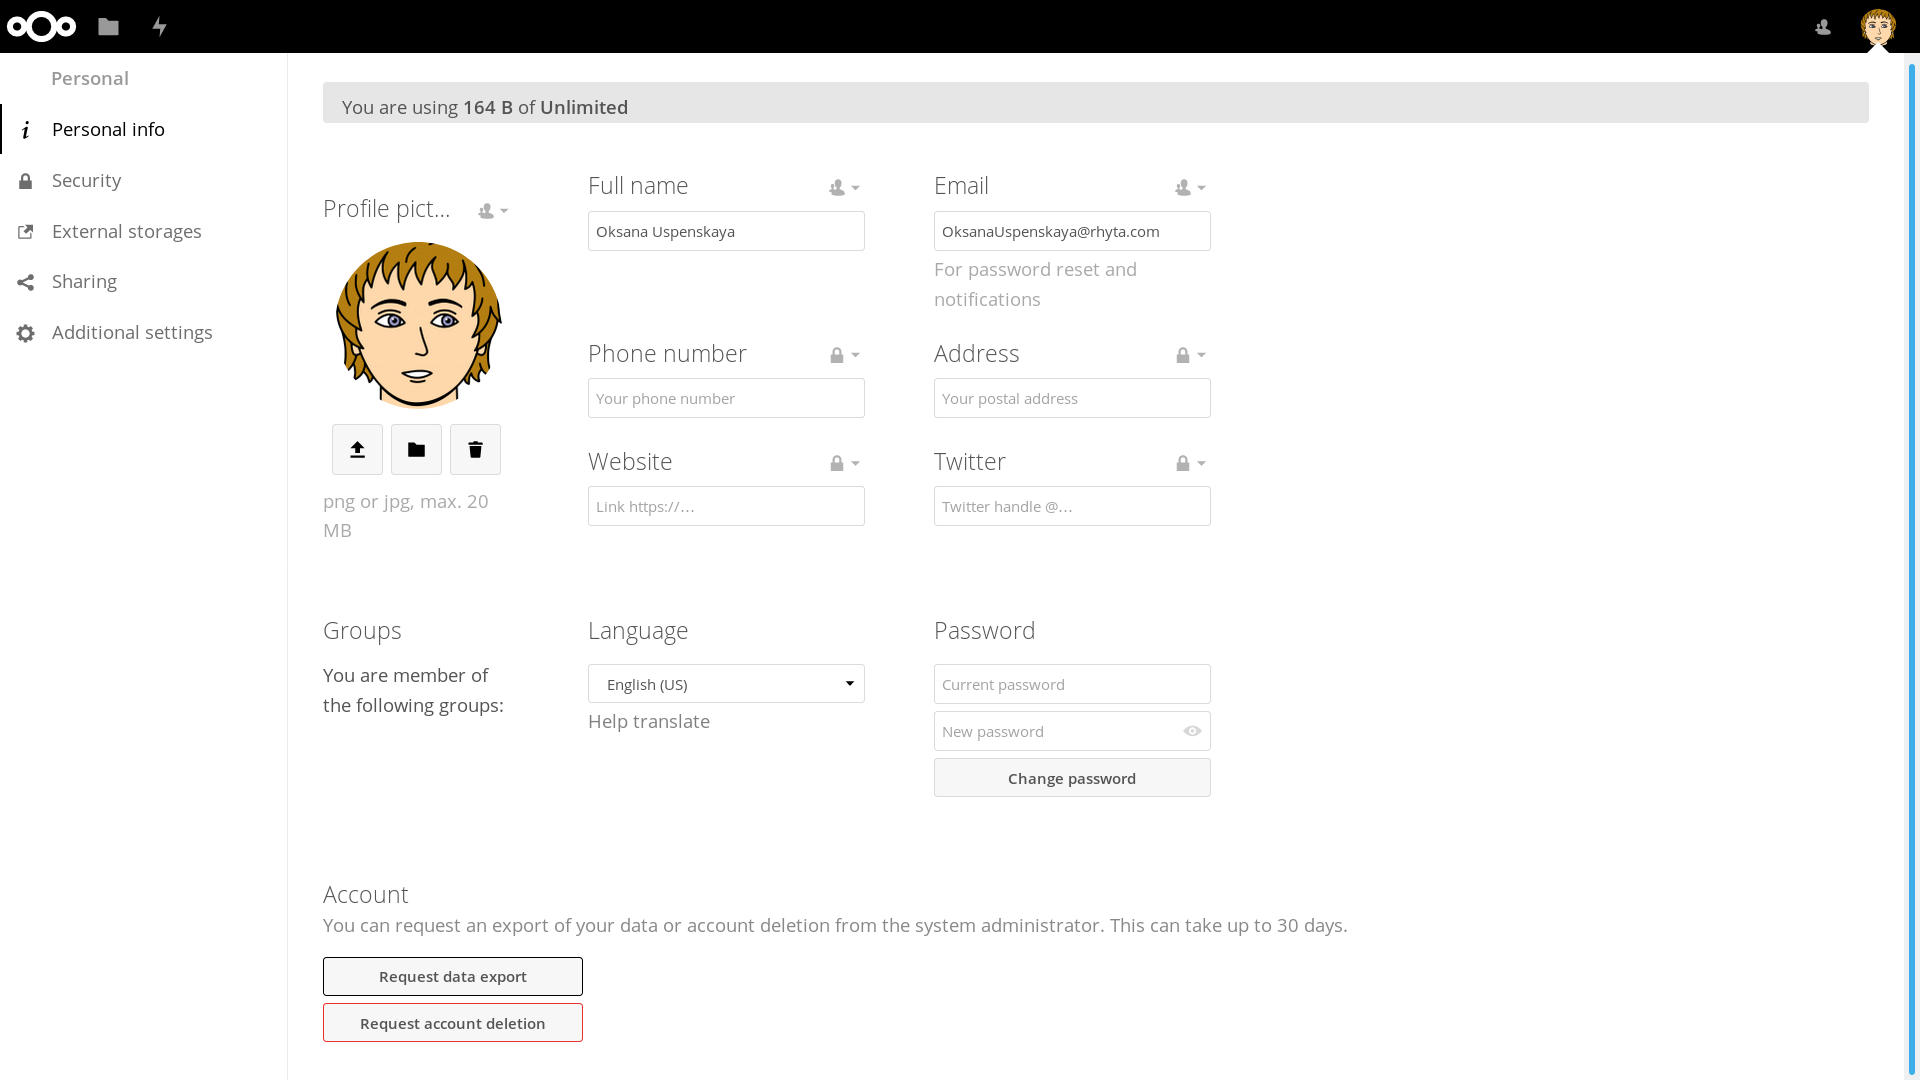 Personal
Personal info
Security
External storages
Sharing
Additional settings
You are using 164 B of Unlimited
Profile pict...
png or jpg, max. 20
MB
Full name
Oksana Uspenskaya
Email
OksanaUspenskaya@rhyta.com
For password reset and
notifications
Phone number
Your phone number
Address
Your postal address
Website
Link https://...
Twitter
Twitter handle @...
Groups
You are member of
the following groups:
Language
English (US)
Help translate
Password
Current password
New password
Change password
Account
You can request an export of your data or account deletion from the system administrator. This can take up to 30 days.
Request data export
Request account deletion